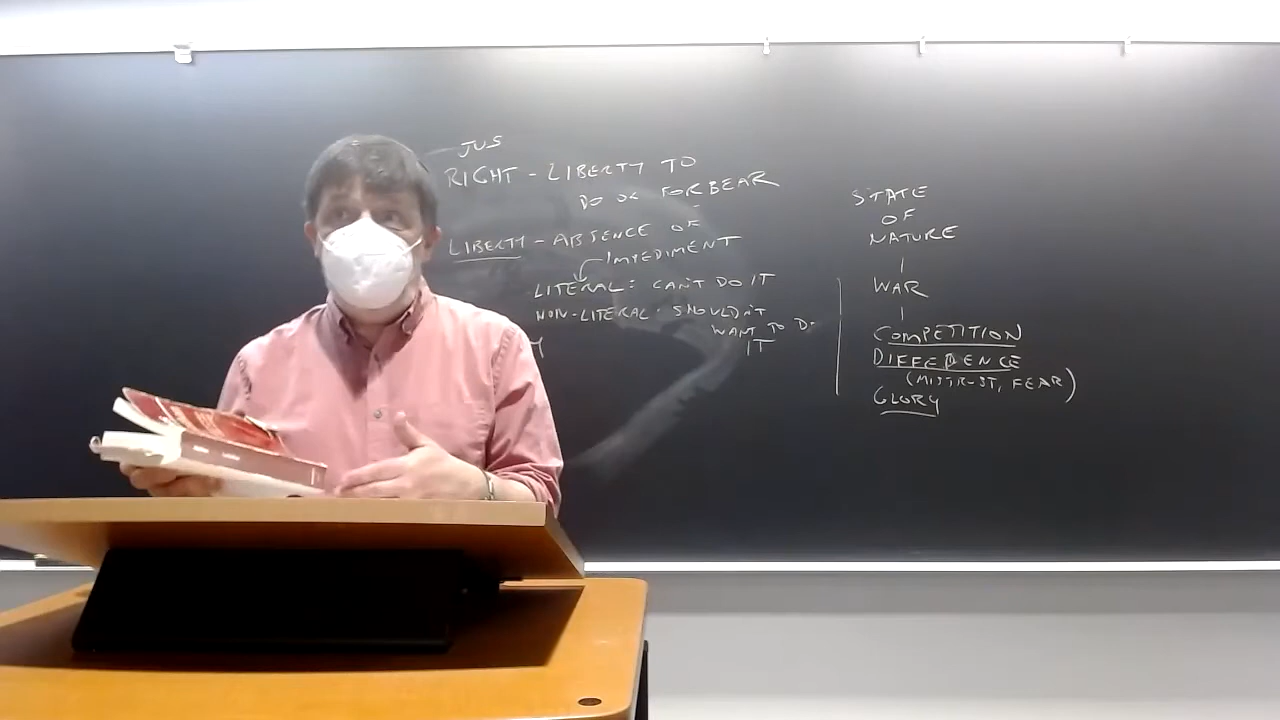 JUS
RIGHT - LIBERTY TO
DO OR FORBEAR
LIBERTY - ABSENCE OF
IMPEDIMENT
LITERAL: CAN'T DO IT
NON-LITERAL: SHOULDN'T
WANT TO DO
IT
Y
STATE
OF
NATURE
WAR
COMPETITION
DIFFERENCE
(MISTRUST, FEAR)
GLORY